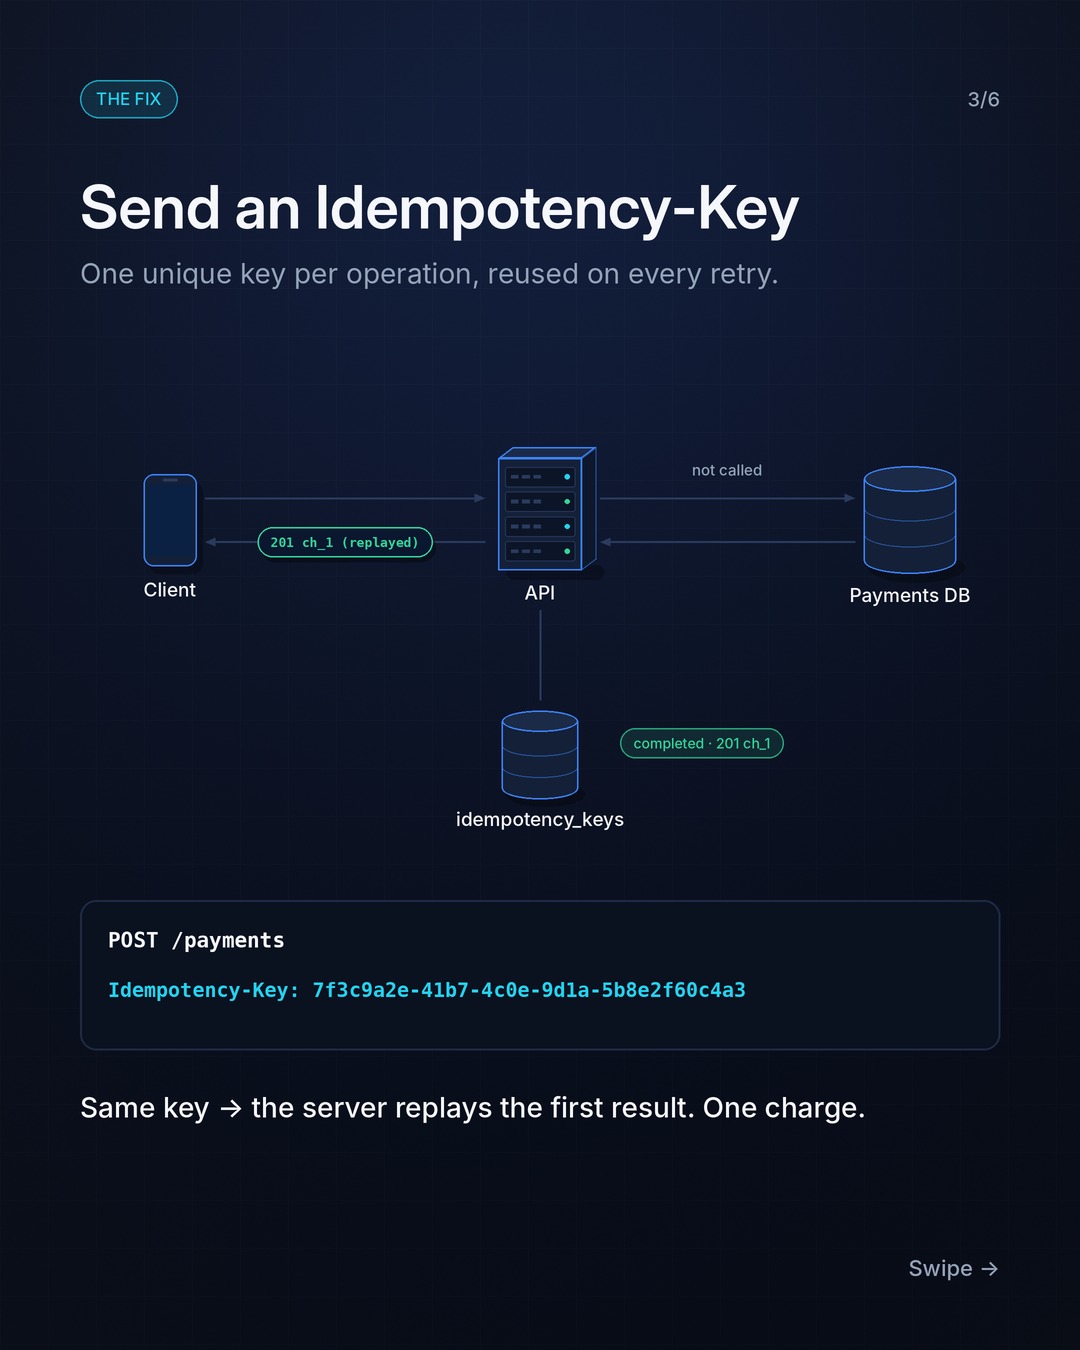 THE FIX
3/6
Send an Idempotency-Key
One unique key per operation, reused on every retry.
not called
201 ch_1 (replayed)
Client
API
Payments DB
completed · 201 ch_1
idempotency_keys
POST /payments
Idempotency-Key: 7f3c9a2e-41b7-4c0e-9d1a-5b8e2f60c4a3
Same key → the server replays the first result. One charge.
Swipe →